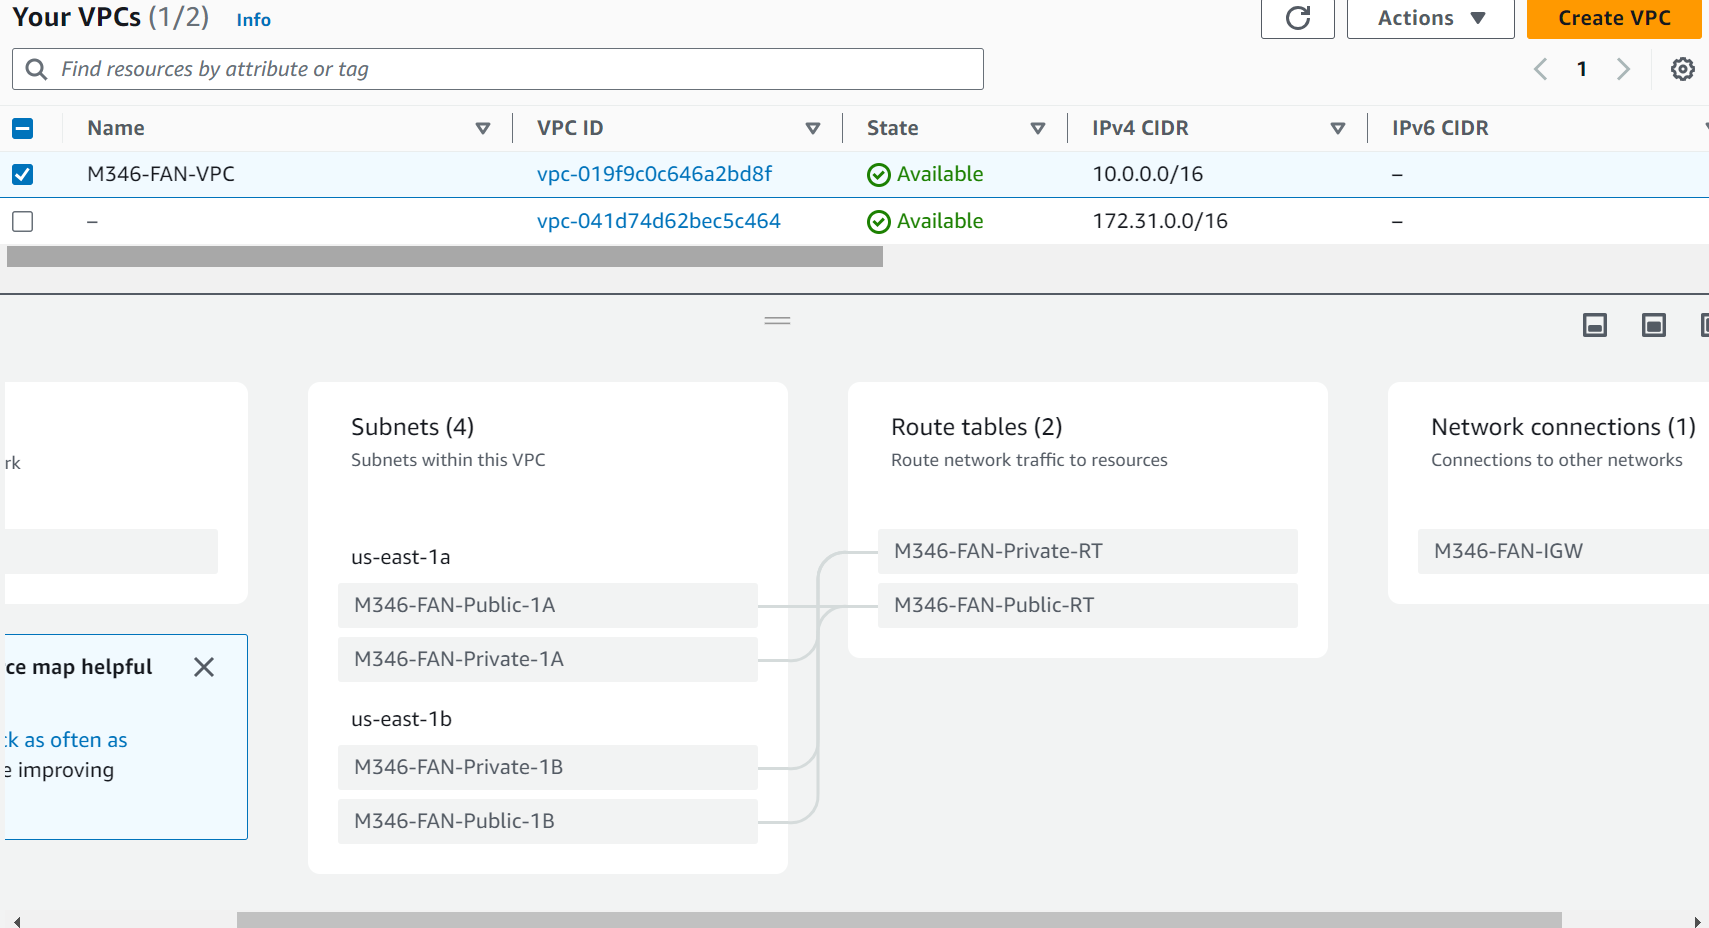 Your VPCs (1/2) Info
Actions
Create VPC
Find resources by attribute or tag
1
Name VPC ID State IPv4 CIDR IPv6 CIDR
M346-FAN-VPC vpc-019f9c0c646a2bd8f Available 10.0.0.0/16 –
– vpc-041d74d62bec5c464 Available 172.31.0.0/16 –
rk
ce map helpful
ck as often as
e improving
Subnets (4)
Subnets within this VPC
us-east-1a
M346-FAN-Public-1A
M346-FAN-Private-1A
us-east-1b
M346-FAN-Private-1B
M346-FAN-Public-1B
Route tables (2)
Route network traffic to resources
M346-FAN-Private-RT
M346-FAN-Public-RT
Network connections (1)
Connections to other networks
M346-FAN-IGW